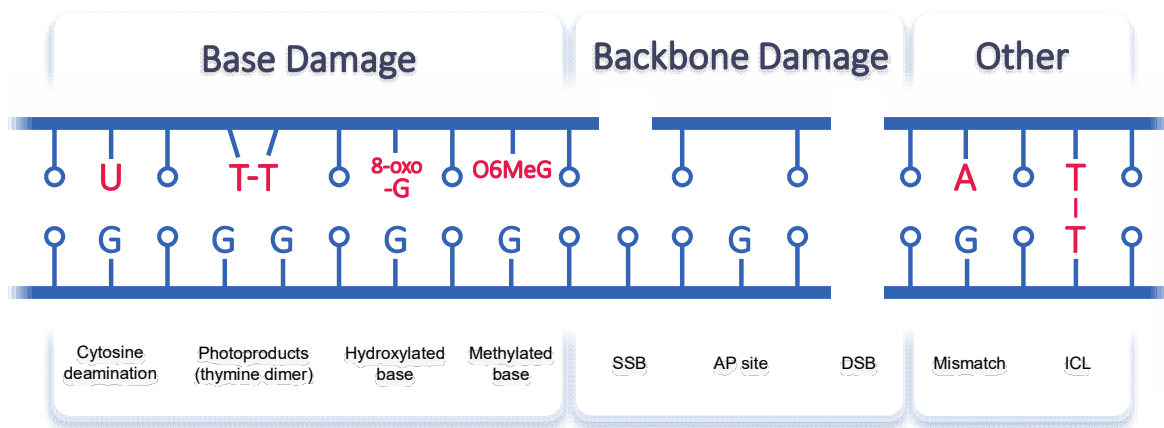 Base Damage
Backbone Damage
Other
U
T-T
8-oxo
-G
O6MeG
A
T
G
G
G
G
G
G
G
T
Cytosine
deamination
Photoproducts
(thymine dimer)
Hydroxylated
base
Methylated
base
SSB
AP site
DSB
Mismatch
ICL